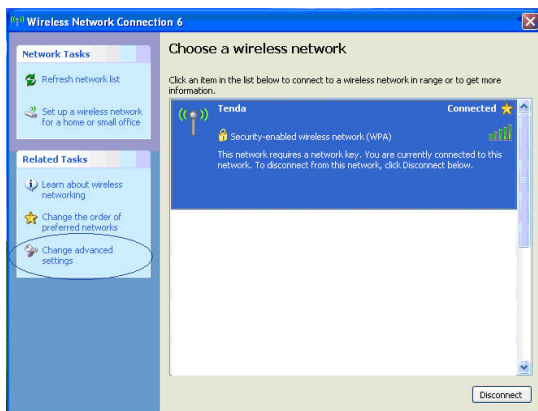 Wireless Network Connection 6
Network Tasks
Refresh network list
Set up a wireless network
for a home or small office
Related Tasks
Learn about wireless
networking
Change the order of
preferred networks
Change advanced
settings
Choose a wireless network
Click an item in the list below to connect to a wireless network in range or to get more
information.
Tenda Connected
Security-enabled wireless network (WPA)
This network requires a network key. You are currently connected to this
network. To disconnect from this network, click Disconnect below.
Disconnect